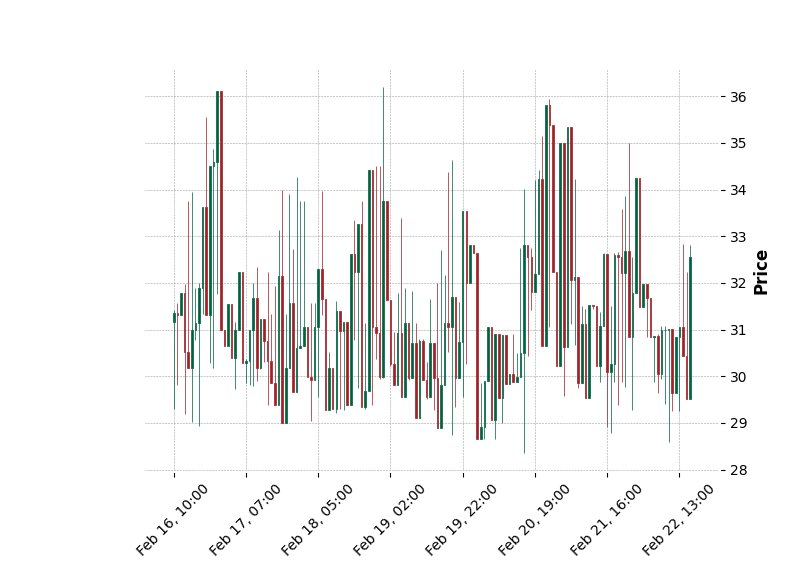 36
35
34
33
32
31
30
29
28
Price
Feb 16, 10:00
Feb 17, 07:00
Feb 18, 05:00
Feb 19, 02:00
Feb 19, 22:00
Feb 20, 19:00
Feb 21, 16:00
Feb 22, 13:00